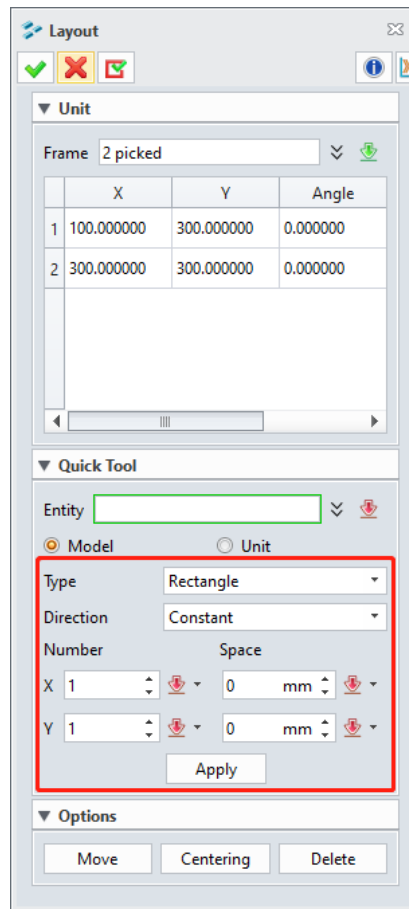 Layout
Unit
Frame 2 picked
X Y Angle
1 100.000000 300.000000 0.000000
2 300.000000 300.000000 0.000000
Quick Tool
Entity
Model Unit
Type Rectangle
Direction Constant
Number Space
X 1 0 mm
Y 1 0 mm
Apply
Options
Move Centering Delete